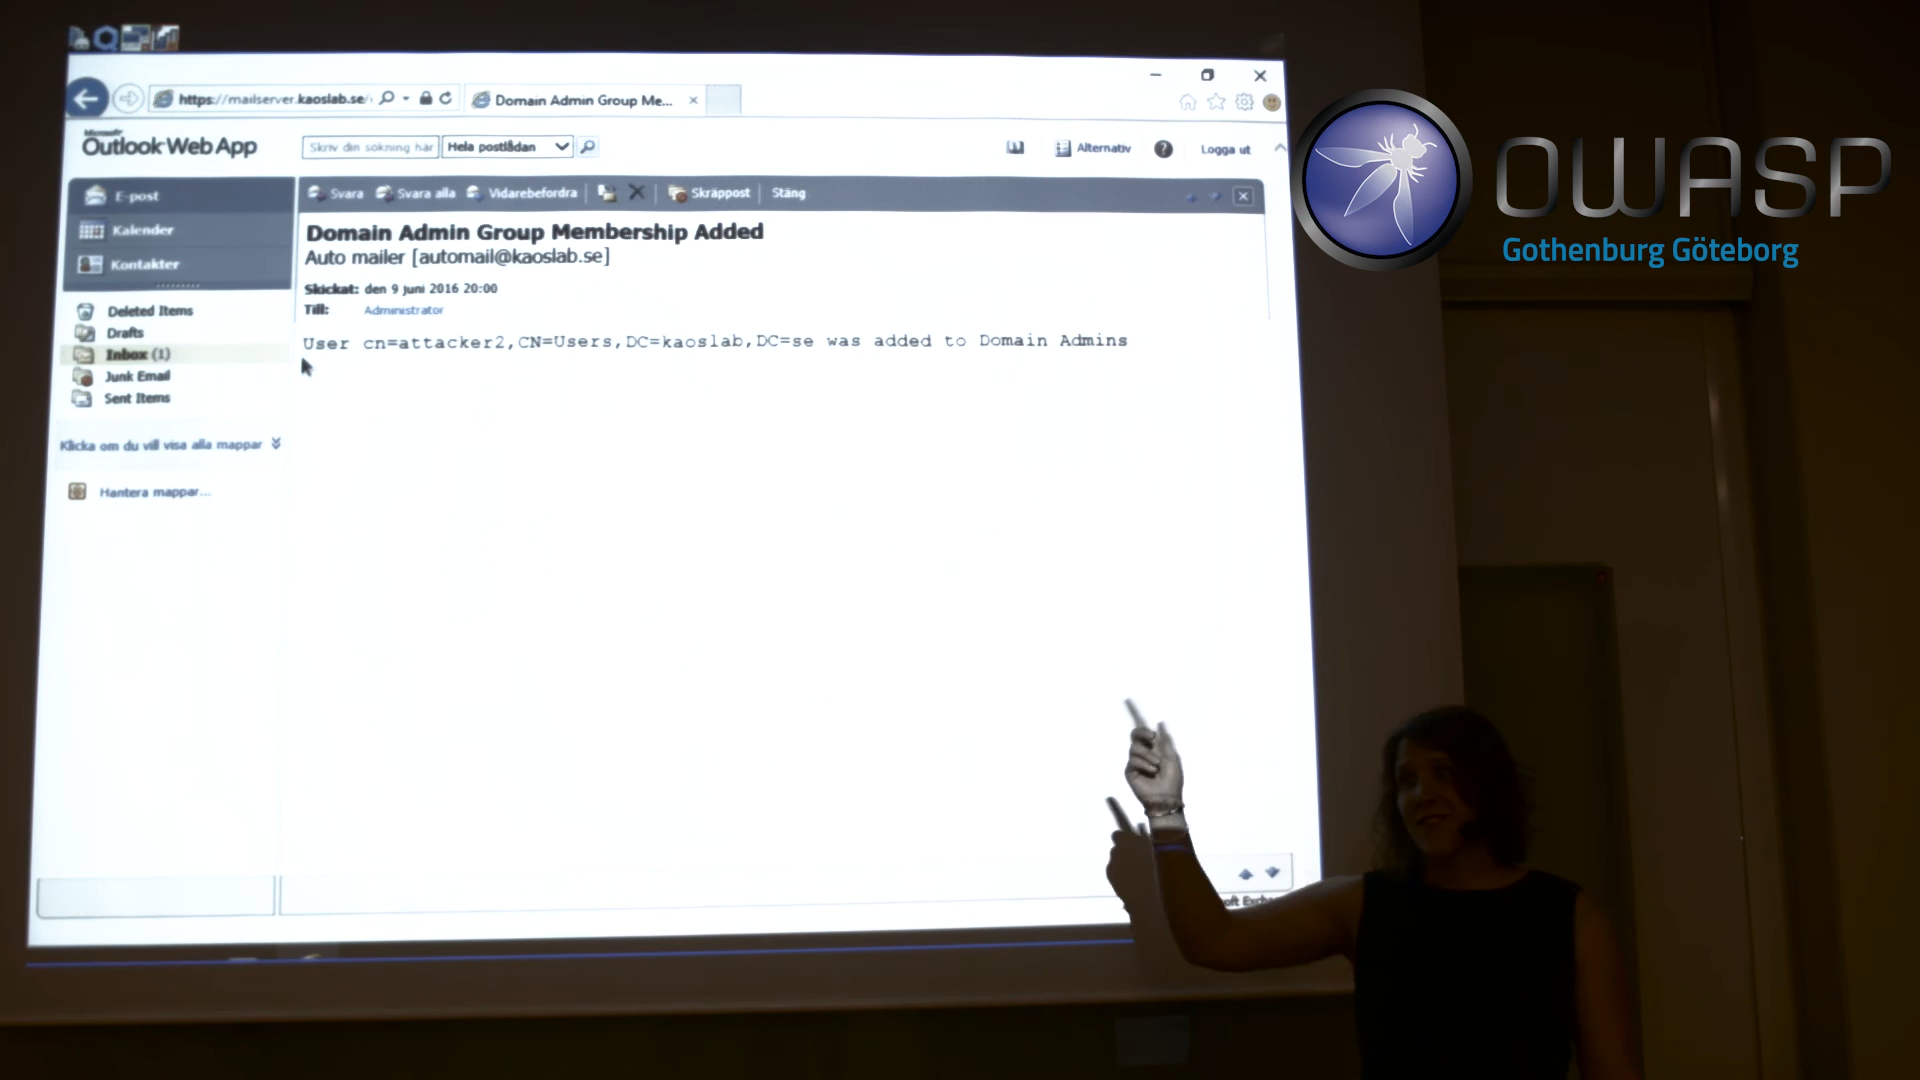 https://mailserver.kaoslab.se/
Domain Admin Group Me...
Microsoft
Outlook Web App
Skriv din sökning här
Hela postlådan
Alternativ
Logga ut
E-post
Kalender
Kontakter
Svara
Svara alla
Vidarebefordra
Skräppost
Stäng
Domain Admin Group Membership Added
Auto mailer [automail@kaoslab.se]
Skickat: den 9 juni 2016 20:00
Till: Administrator
User cn=attacker2,CN=Users,DC=kaoslab,DC=se was added to Domain Admins
Deleted Items
Drafts
Inbox (1)
Junk Email
Sent Items
Klicka om du vill visa alla mappar
Hantera mappar...
OWASP
Gothenburg Göteborg